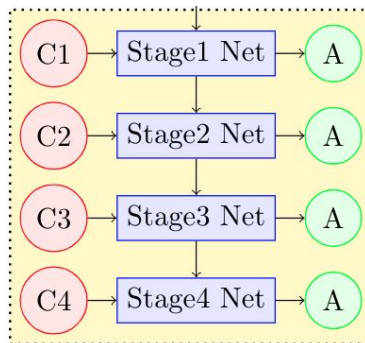 C1 Stage1 Net A
C2 Stage2 Net A
C3 Stage3 Net A
C4 Stage4 Net A